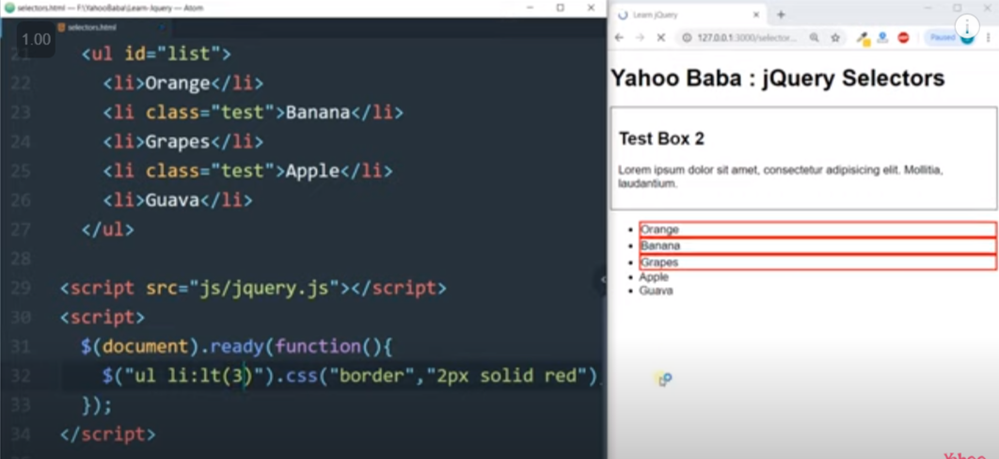 selectors.html — F:\YahooBaba\Learn-Jquery — Atom
selectors.html
1.00
21 <ul id="list">
22 <li>Orange</li>
23 <li class="test">Banana</li>
24 <li>Grapes</li>
25 <li class="test">Apple</li>
26 <li>Guava</li>
27 </ul>
28
29 <script src="js/jquery.js"></script>
30 <script>
31 $(document).ready(function(){
32 $("ul li:lt(3)").css("border","2px solid red")
33 });
34 </script>
Learn jQuery
127.0.0.1:3000/selector...
Paused
Yahoo Baba : jQuery Selectors
Test Box 2
Lorem ipsum dolor sit amet, consectetur adipisicing elit. Mollitia,
laudantium.
Orange
Banana
Grapes
Apple
Guava
Yahoo